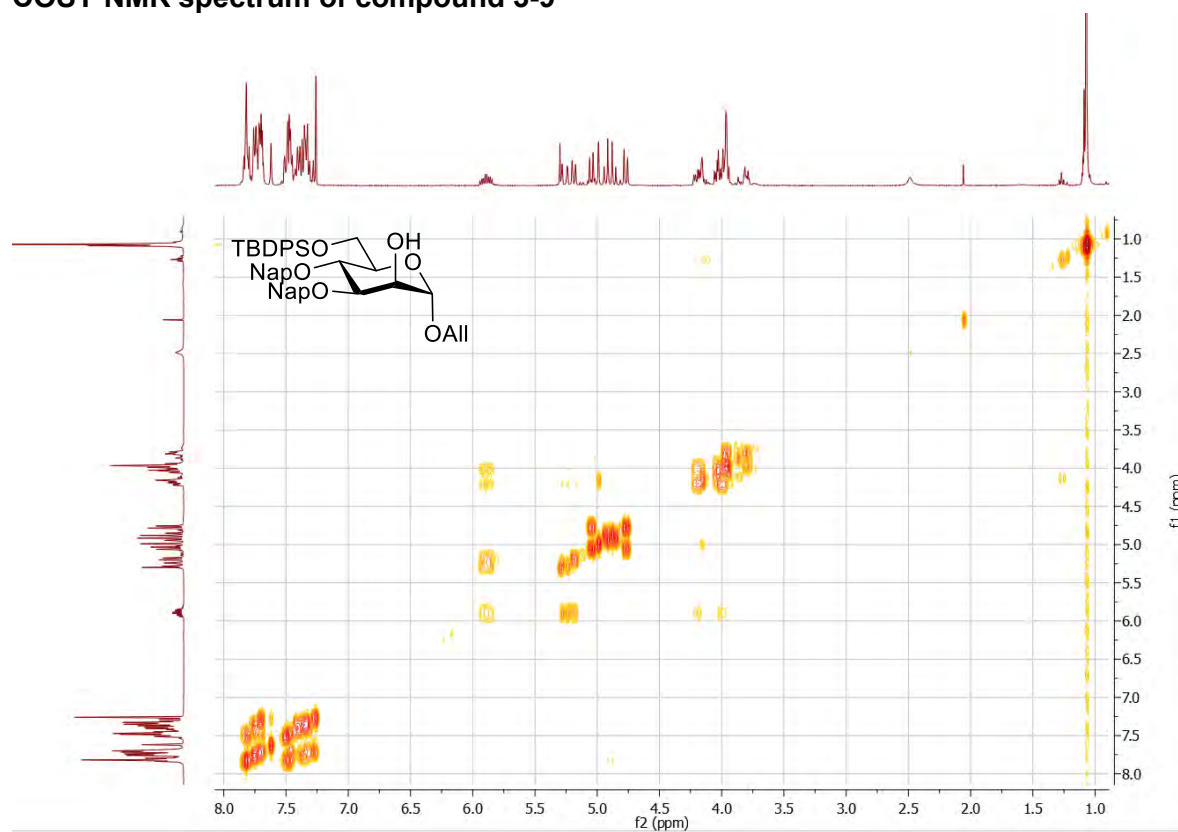 COSY NMR spectrum of compound 3-9
TBDPSO
OH
O
NapO
NapO
OAll
1.0
1.5
2.0
2.5
3.0
3.5
4.0
4.5
5.0
5.5
6.0
6.5
7.0
7.5
8.0
f1 (ppm)
8.0 7.5 7.0 6.5 6.0 5.5 5.0 4.5 4.0 3.5 3.0 2.5 2.0 1.5 1.0
f2 (ppm)